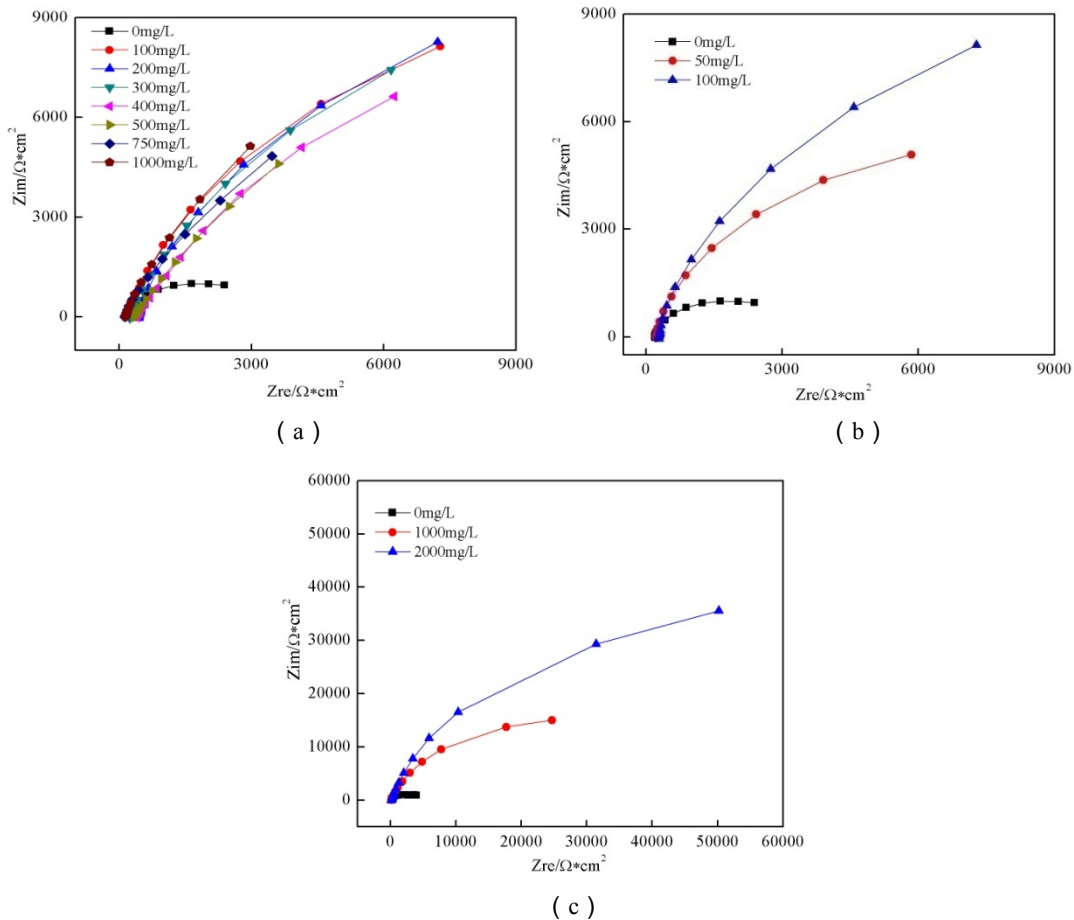 9000
6000
3000
0
Zim/Ω*cm²
0mg/L
100mg/L
200mg/L
300mg/L
400mg/L
500mg/L
750mg/L
1000mg/L
0 3000 6000 9000
Zre/Ω*cm²
( a )
9000
6000
3000
0
Zim/Ω*cm²
0mg/L
50mg/L
100mg/L
0 3000 6000 9000
Zre/Ω*cm²
( b )
60000
50000
40000
30000
20000
10000
0
Zim/Ω*cm²
0mg/L
1000mg/L
2000mg/L
0 10000 20000 30000 40000 50000 60000
Zre/Ω*cm²
( c )